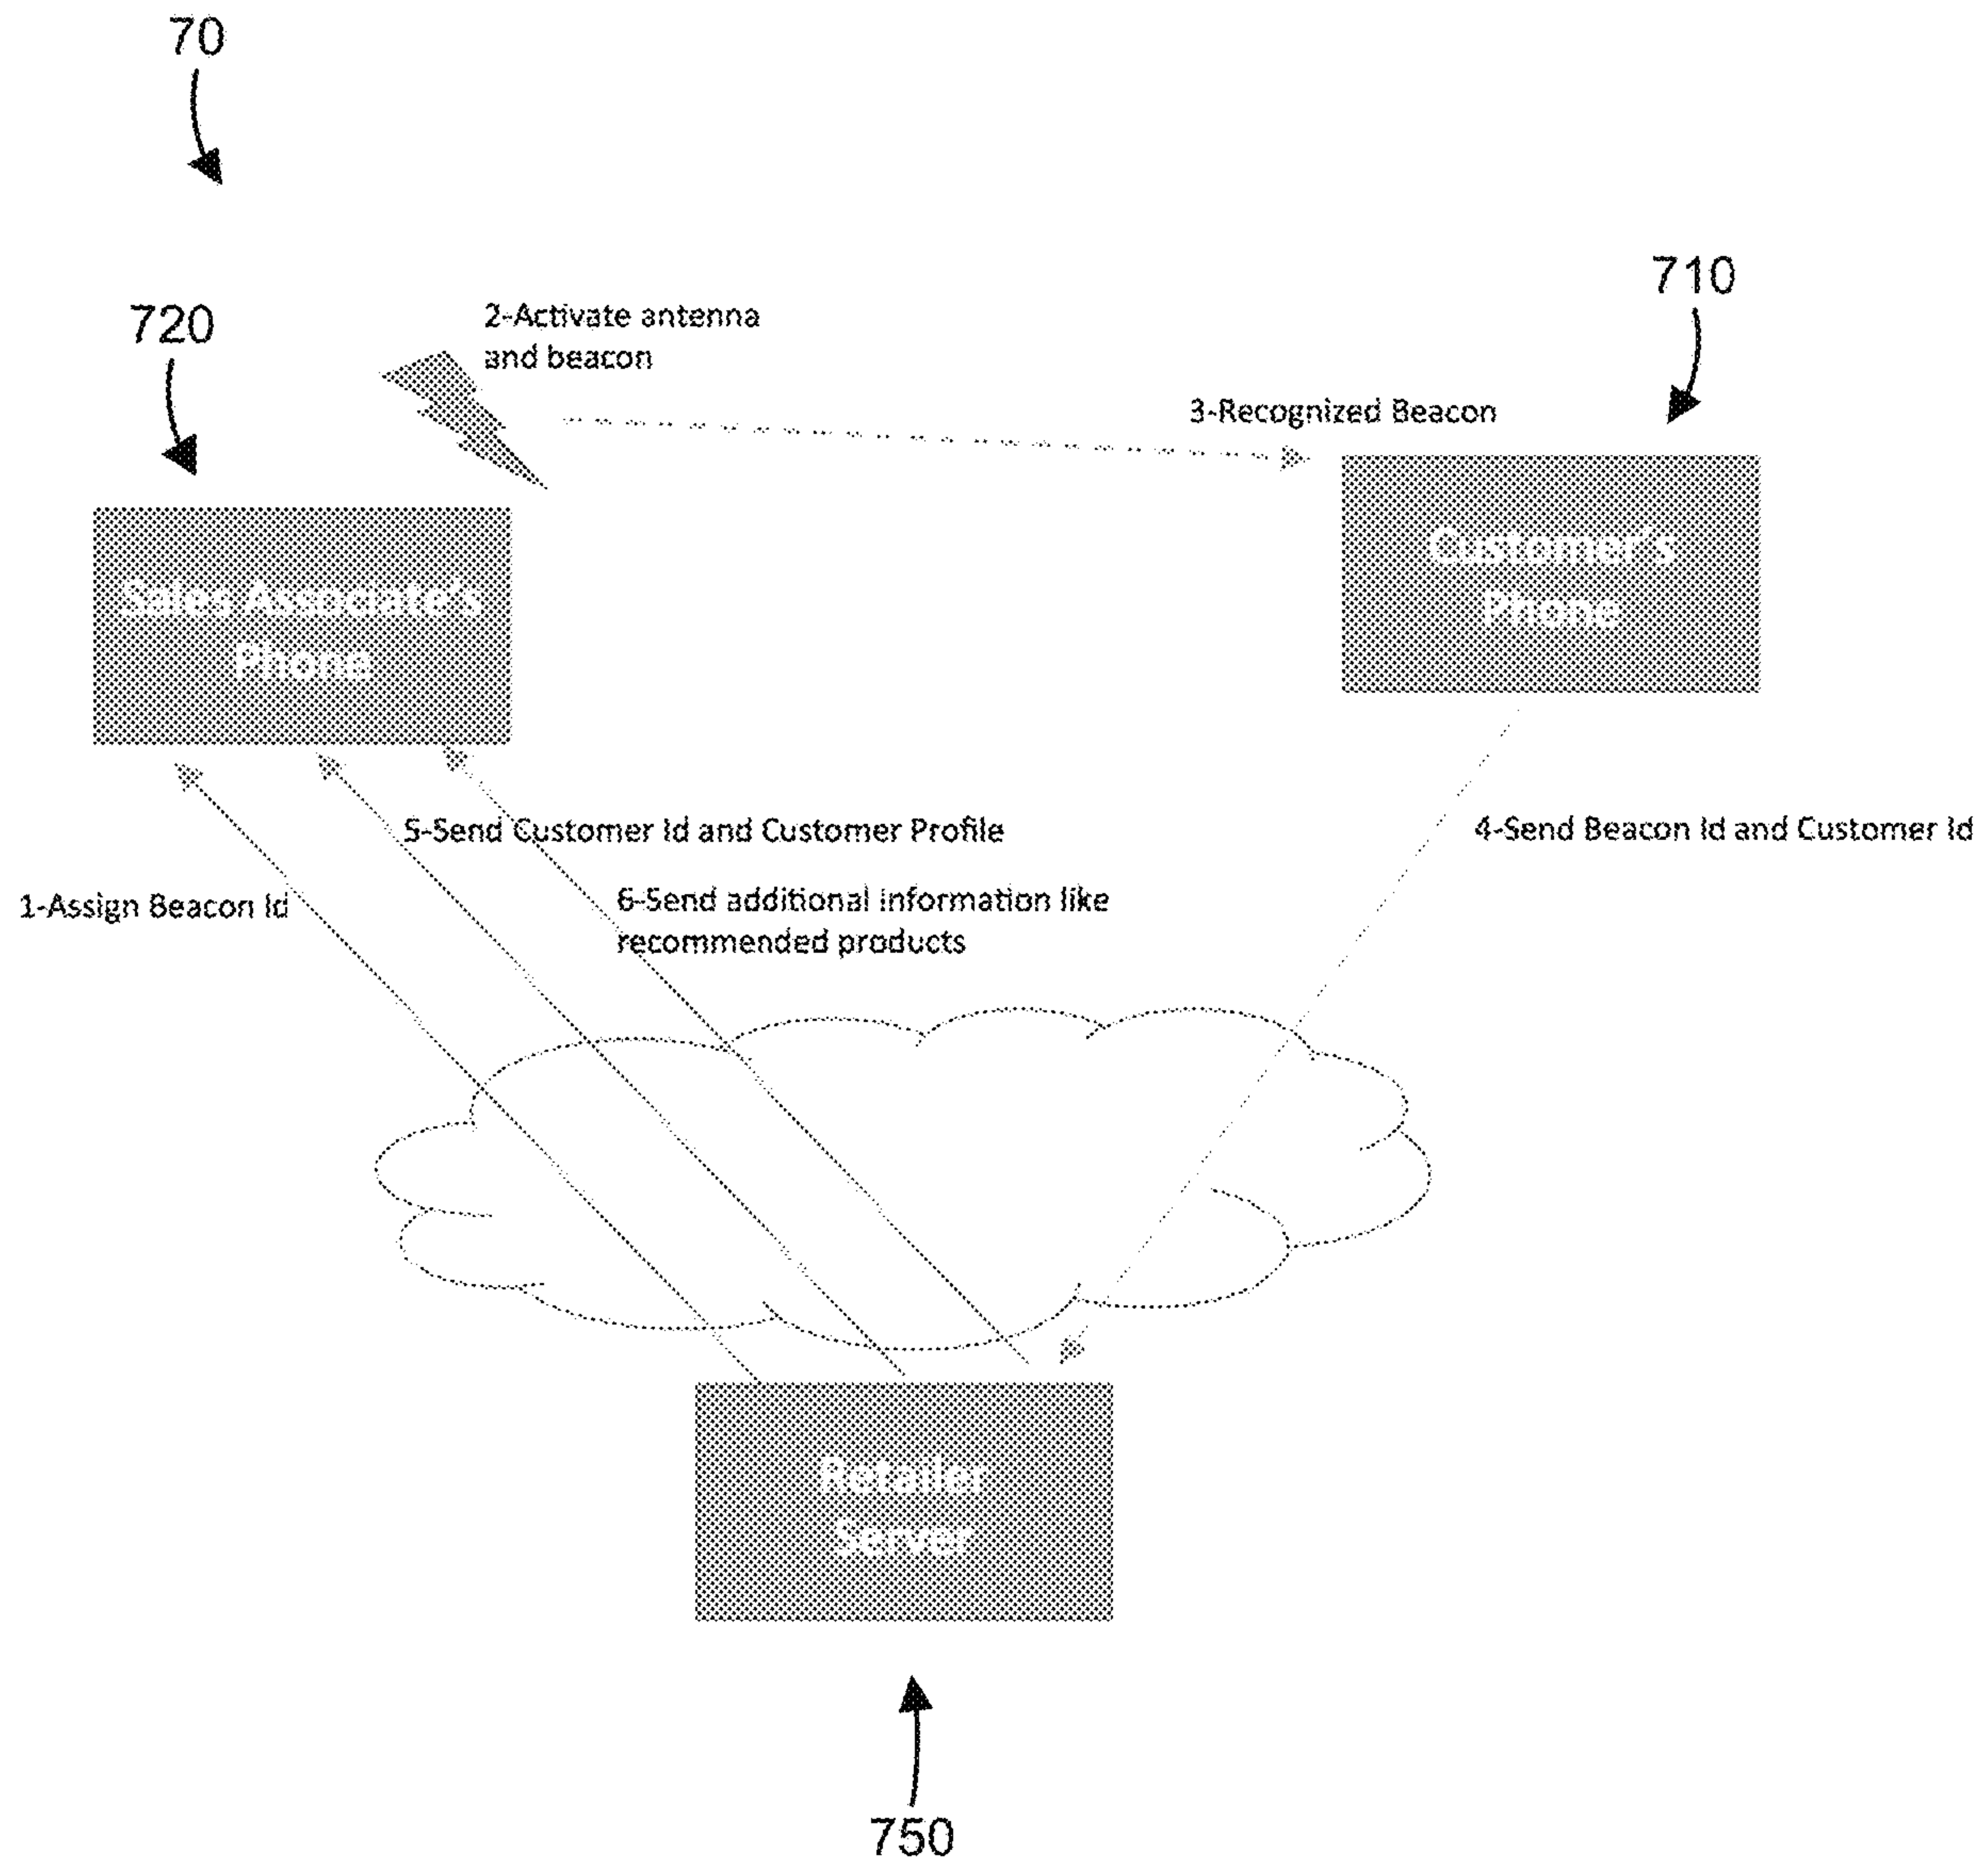 70
710
720
2-Activate antenna
and beacon
3-Recognized Beacon
Customer's
Phone
Sales Associate's
Phone
5-Send Customer Id and Customer Profile
4-Send Beacon Id and Customer Id
1-Assign Beacon Id
6-Send additional information like
recommended products
Retailer
Server
750